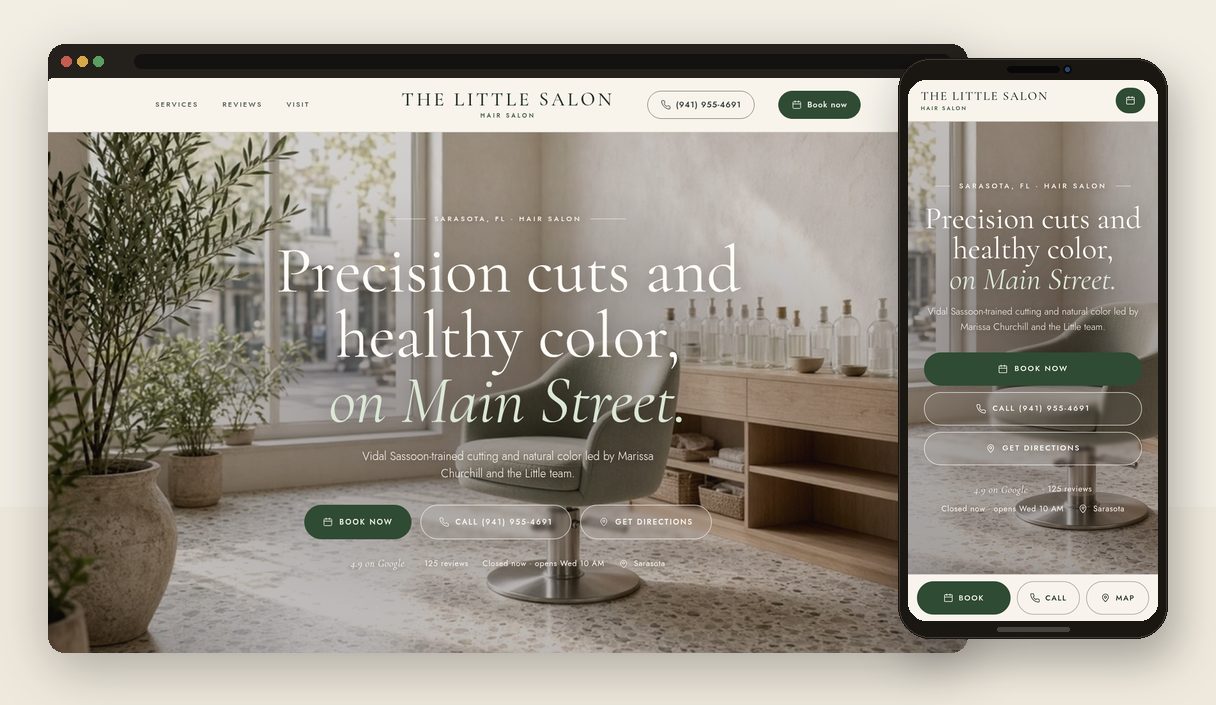 SERVICES REVIEWS VISIT
THE LITTLE SALON
HAIR SALON
(941) 955-4691
Book now
SARASOTA, FL · HAIR SALON
Precision cuts and
healthy color,
on Main Street.
Vidal Sassoon-trained cutting and natural color led by Marissa
Churchill and the Little team.
BOOK NOW
CALL (941) 955-4691
GET DIRECTIONS
4.9 on Google 125 reviews Closed now · opens Wed 10 AM Sarasota
THE LITTLE SALON
HAIR SALON
SARASOTA, FL · HAIR SALON
Precision cuts and
healthy color,
on Main Street.
Vidal Sassoon-trained cutting and natural color led by
Marissa Churchill and the Little team.
BOOK NOW
CALL (941) 955-4691
GET DIRECTIONS
4.9 on Google · 125 reviews
Closed now · opens Wed 10 AM · Sarasota
BOOK
CALL
MAP